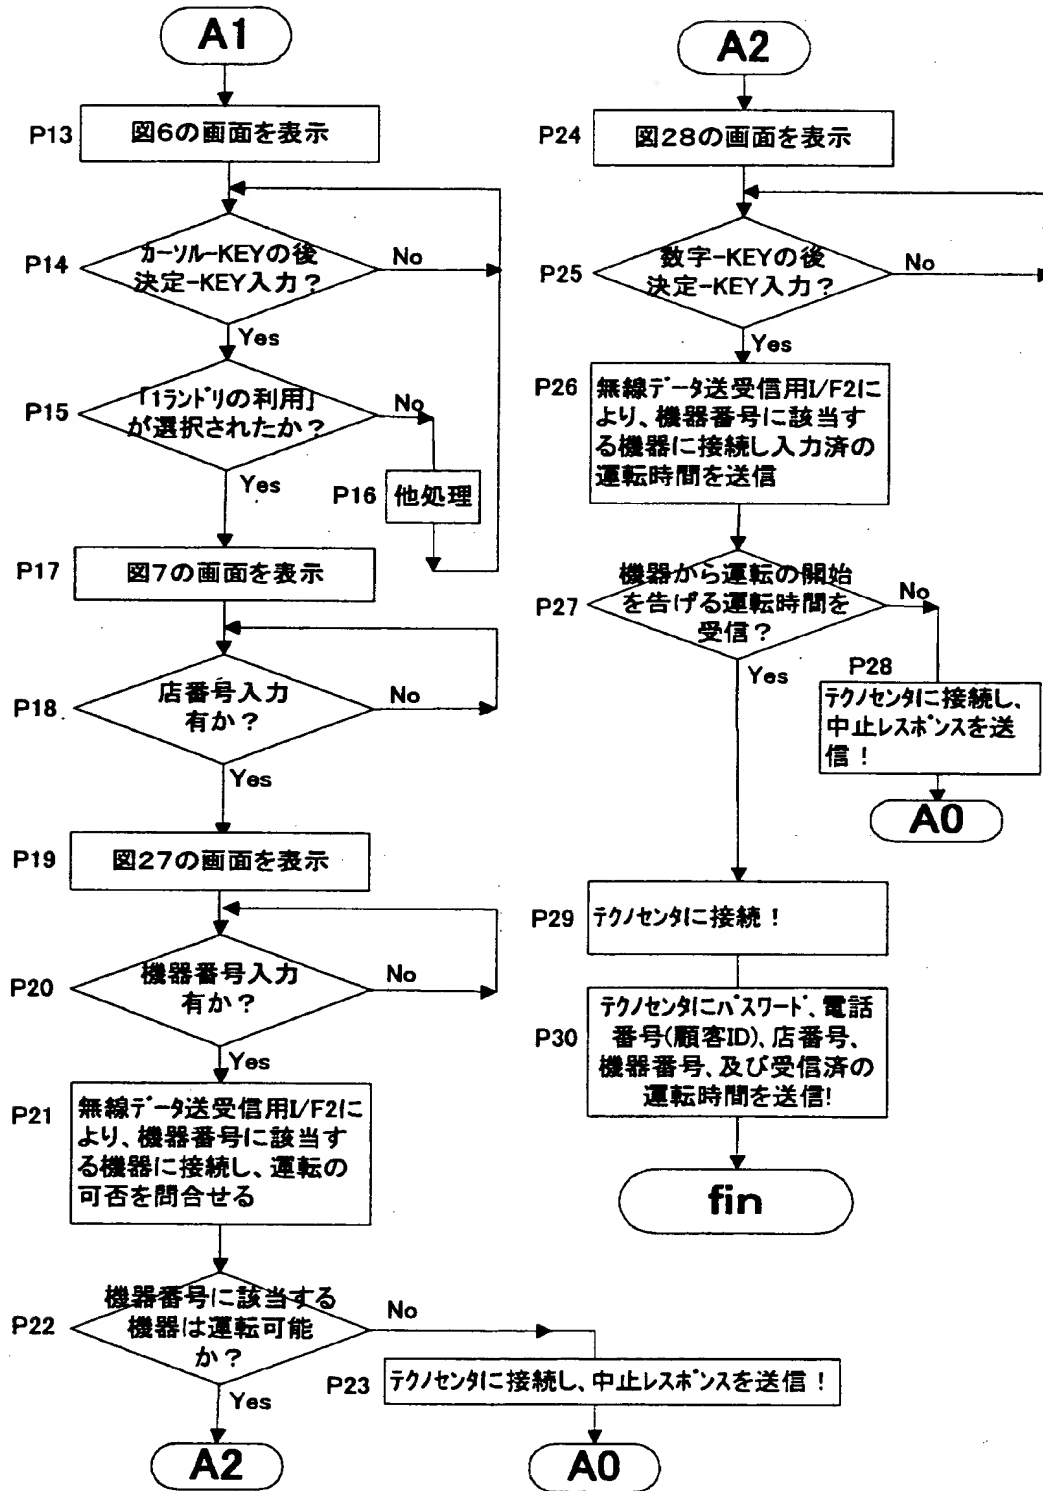 A1
P13
図6の画面を表示
P14
カーソル-KEYの後
決定-KEY入力？
No
Yes
P15
「1ランドリの利用」
が選択されたか？
No
Yes
P16
他処理
P17
図7の画面を表示
P18
店番号入力
有か？
No
Yes
P19
図27の画面を表示
P20
機器番号入力
有か？
No
Yes
P21
無線データ送受信用I/F2に
より、機器番号に該当す
る機器に接続し、運転の
可否を問合せる
P22
機器番号に該当する
機器は運転可能
か？
No
Yes
P23
テクノセンタに接続し、中止レスポンスを送信！
A2
A0
A2
P24
図28の画面を表示
P25
数字-KEYの後
決定-KEY入力？
No
Yes
P26
無線データ送受信用I/F2に
より、機器番号に該当す
る機器に接続し入力済の
運転時間を送信
P27
機器から運転の開始
を告げる運転時間を
受信？
No
Yes
P28
テクノセンタに接続し、
中止レスポンスを送
信！
A0
P29
テクノセンタに接続！
P30
テクノセンタにパスワード、電話
番号(顧客ID)、店番号、
機器番号、及び受信済の
運転時間を送信!
fin